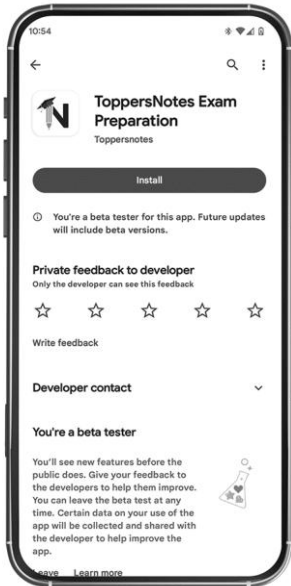 10:54
ToppersNotes Exam
Preparation
Toppersnotes
Install
You're a beta tester for this app. Future updates
will include beta versions.
Private feedback to developer
Only the developer can see this feedback
Write feedback
Developer contact
You're a beta tester
You'll see new features before the
public does. Give your feedback to
the developers to help them improve.
You can leave the beta test at any
time. Certain data on your use of the
app will be collected and shared with
the developer to help improve the
app.
Leave Learn more